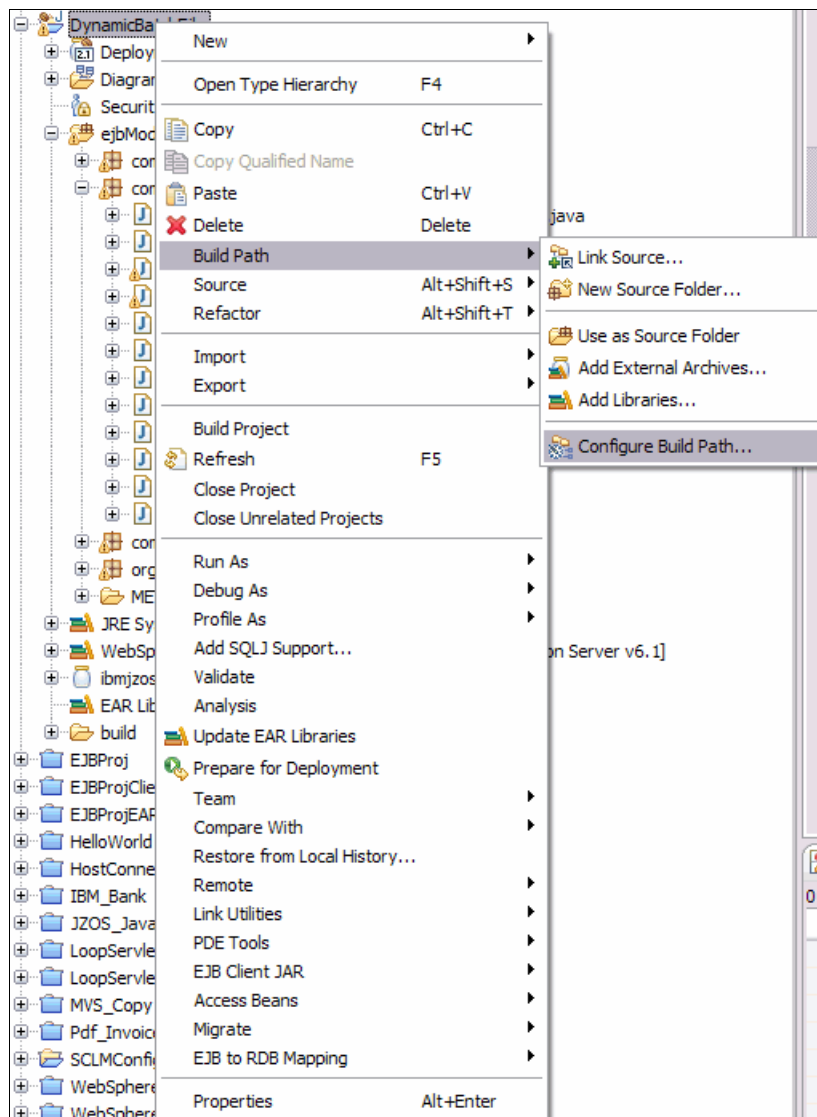 DynamicBa
New
Deploy
Diagrar
Open Type Hierarchy F4
Securit
ejbMod
Copy Ctrl+C
Copy Qualified Name
Paste Ctrl+V
java
Delete Delete
Build Path
Link Source...
Source Alt+Shift+S
New Source Folder...
Refactor Alt+Shift+T
Use as Source Folder
Import
Add External Archives...
Export
Add Libraries...
Build Project
Configure Build Path...
Refresh F5
Close Project
Close Unrelated Projects
cor
Run As
org
Debug As
ME
Profile As
JRE Sy
WebSp
Add SQLJ Support...
on Server v6.1]
ibmjzos
Validate
EAR Lib
Analysis
build
Update EAR Libraries
EJBProj
Prepare for Deployment
EJBProjClie
Team
EJBProjEAR
Compare With
HelloWorld
Restore from Local History...
HostConne
Remote
IBM_Bank
Link Utilities
JZOS_Java
PDE Tools
LoopServle
EJB Client JAR
LoopServle
Access Beans
MVS_Copy
Migrate
Pdf_Invoic
EJB to RDB Mapping
SCLMConfi
WebSphere
Properties Alt+Enter
WebSphere